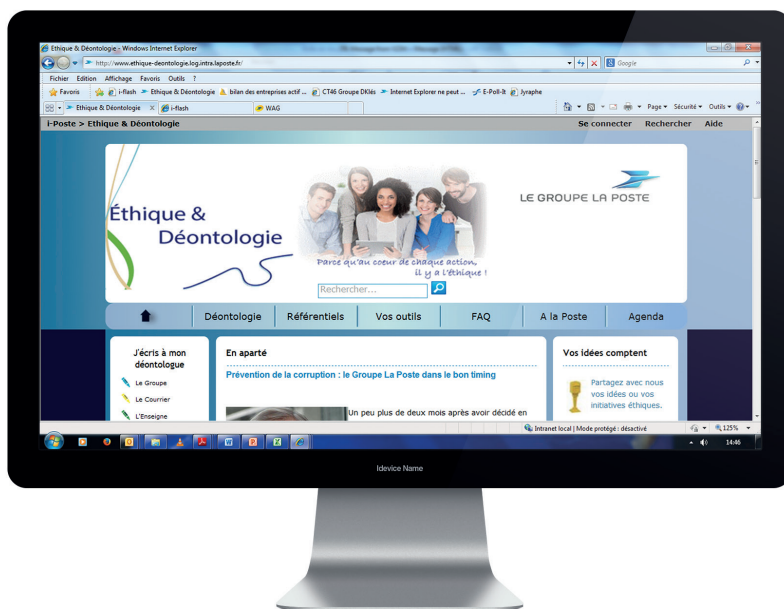 Ethique & Déontologie - Windows Internet Explorer
http://www.ethique-deontologie.log.intra.laposte.fr/
Google
Fichier Edition Affichage Favoris Outils ?
Favoris i-flash Ethique & Déontologie bilan des entreprises actif ... CT46 Groupe DKlés Internet Explorer ne peut ... E-Poll-It Jyraphe
Ethique & Déontologie X i-flash WAG
Page Sécurité Outils
i-Poste > Ethique & Déontologie
Se connecter Rechercher Aide
Éthique &
Déontologie
LE GROUPE LA POSTE
Parce qu'au coeur de chaque action,
il y a l'éthique !
Rechercher...
Déontologie Référentiels Vos outils FAQ A la Poste Agenda
J'écris à mon
déontologue
Le Groupe
Le Courrier
L'Enseigne
En aparté
Prévention de la corruption : le Groupe La Poste dans le bon timing
Un peu plus de deux mois après avoir décidé en
Vos idées comptent
Partagez avec nous
vos idées ou vos
initiatives éthiques.
Intranet local | Mode protégé : désactivé
125%
14:46
Idevice Name